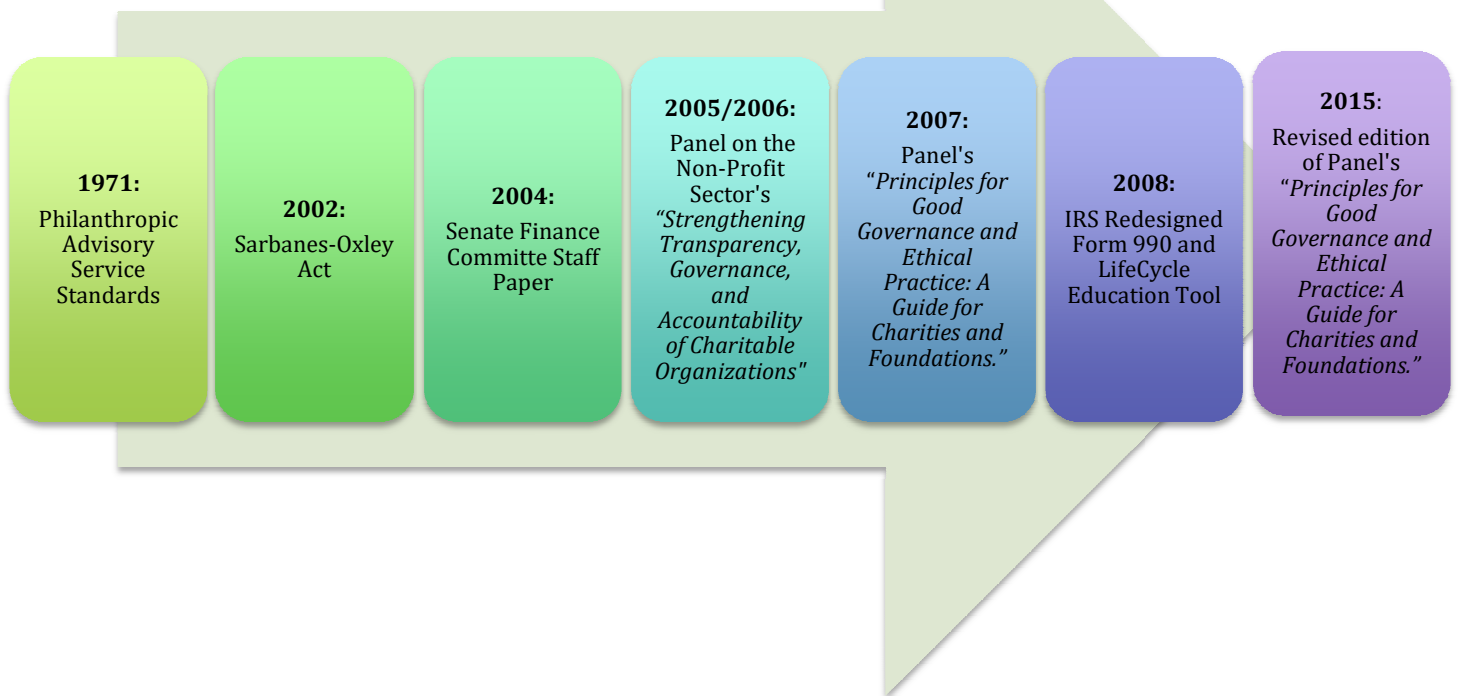 1971:
Philanthropic
Advisory
Service
Standards
2002:
Sarbanes-Oxley
Act
2004:
Senate Finance
Committe Staff
Paper
2005/2006:
Panel on the
Non-Profit
Sector's
“Strengthening
Transparency,
Governance,
and
Accountability
of Charitable
Organizations"
2007:
Panel's
“Principles for
Good
Governance and
Ethical
Practice: A
Guide for
Charities and
Foundations.”
2008:
IRS Redesigned
Form 990 and
LifeCycle
Education Tool
2015:
Revised edition
of Panel's
“Principles for
Good
Governance and
Ethical
Practice: A
Guide for
Charities and
Foundations.”